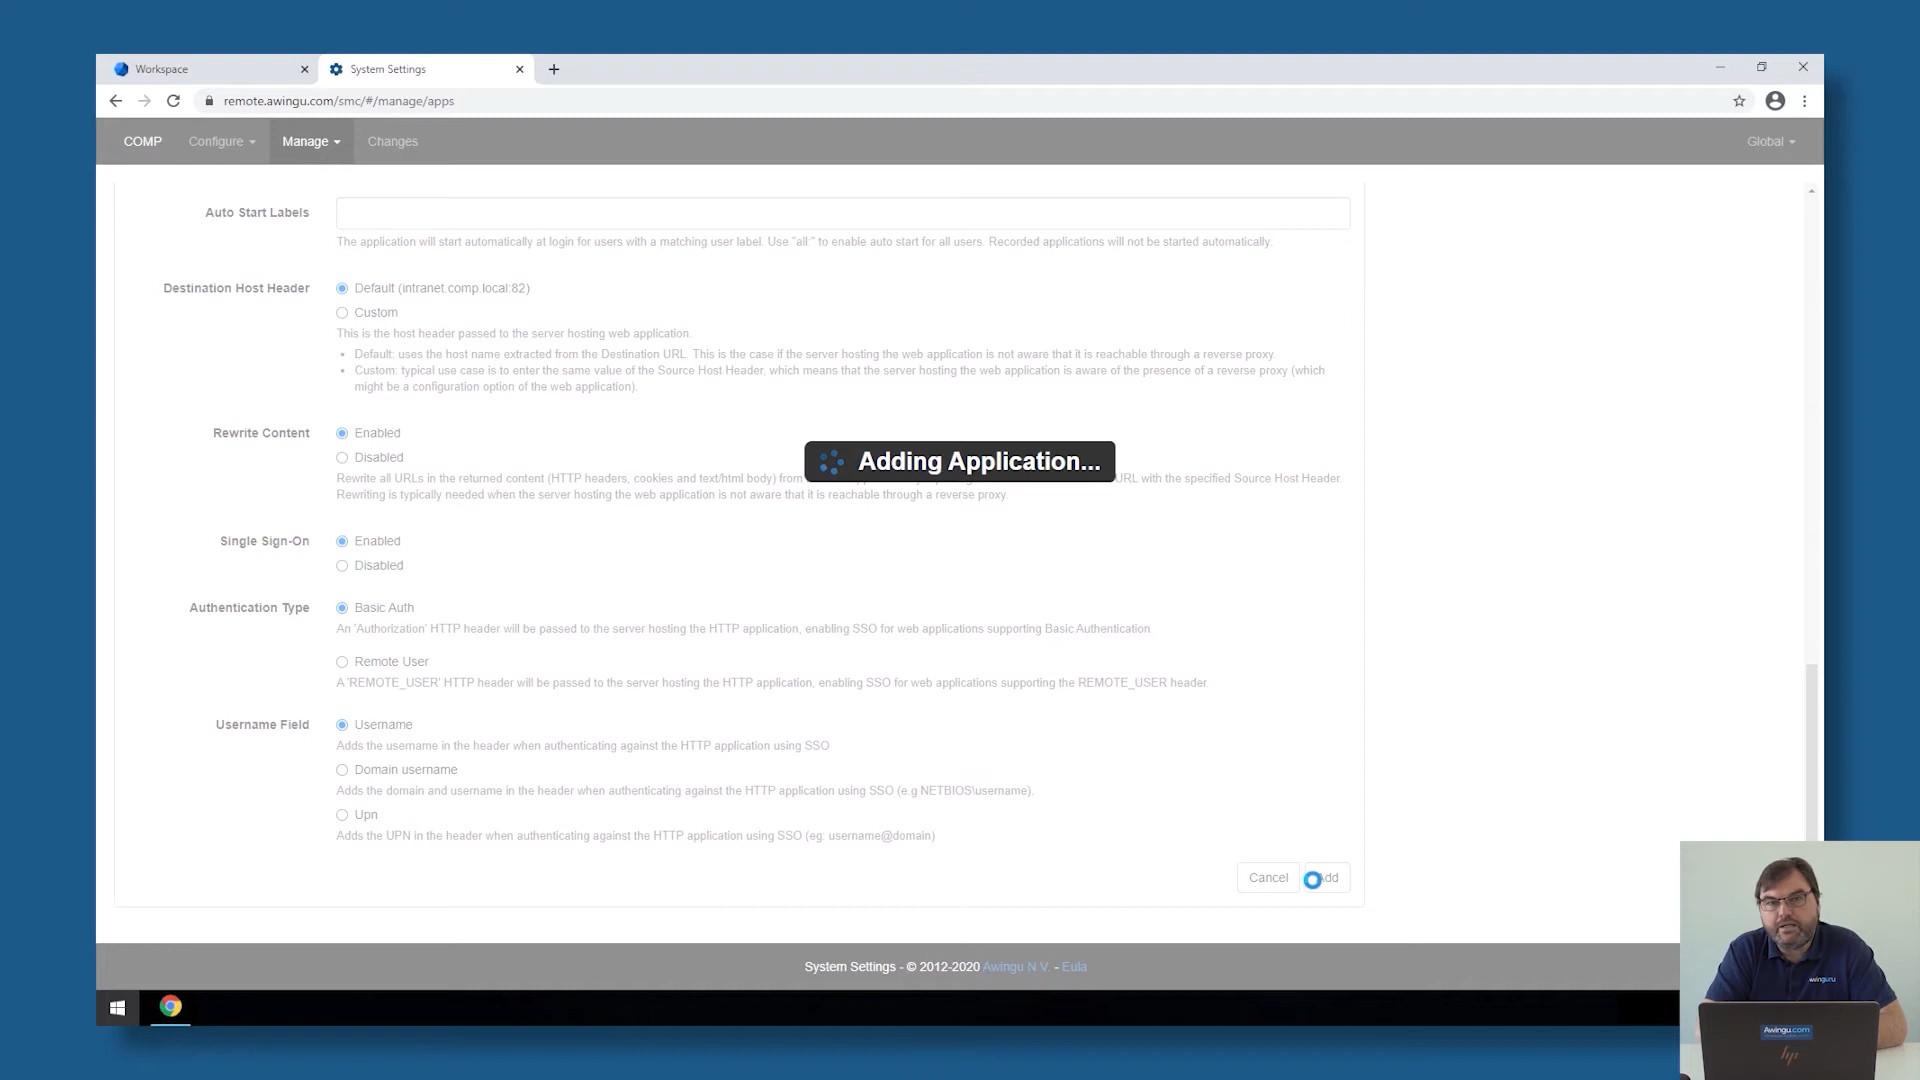 Workspace
System Settings
remote.awingu.com/smc/#/manage/apps
COMP
Configure
Manage
Changes
Global
Auto Start Labels
The application will start automatically at login for users with a matching user label. Use "all:" to enable auto start for all users. Recorded applications will not be started automatically.
Destination Host Header
Default (intranet.comp.local:82)
Custom
This is the host header passed to the server hosting web application.
• Default: uses the host name extracted from the Destination URL. This is the case if the server hosting the web application is not aware that it is reachable through a reverse proxy.
• Custom: typical use case is to enter the same value of the Source Host Header, which means that the server hosting the web application is aware of the presence of a reverse proxy (which
might be a configuration option of the web application).
Rewrite Content
Enabled
Disabled
Adding Application...
Rewrite all URLs in the returned content (HTTP headers, cookies and text/html body) from URL with the specified Source Host Header.
Rewriting is typically needed when the server hosting the web application is not aware that it is reachable through a reverse proxy.
Single Sign-On
Enabled
Disabled
Authentication Type
Basic Auth
An 'Authorization' HTTP header will be passed to the server hosting the HTTP application, enabling SSO for web applications supporting Basic Authentication
Remote User
A 'REMOTE_USER' HTTP header will be passed to the server hosting the HTTP application, enabling SSO for web applications supporting the REMOTE_USER header.
Username Field
Username
Adds the username in the header when authenticating against the HTTP application using SSO
Domain username
Adds the domain and username in the header when authenticating against the HTTP application using SSO (e.g NETBIOS\username).
Upn
Adds the UPN in the header when authenticating against the HTTP application using SSO (eg: username@domain)
Cancel
Add
System Settings - © 2012-2020 Awingu N.V. - Eula
awinguru
Awingu.com
hp